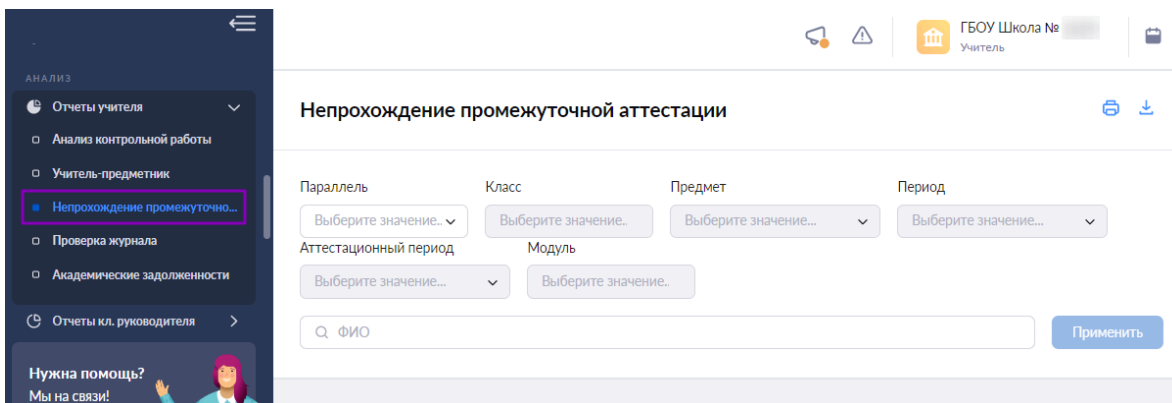 ГБОУ Школа №
Учитель
АНАЛИЗ
Отчеты учителя
Анализ контрольной работы
Учитель-предметник
Непрохождение промежуточно...
Проверка журнала
Академические задолженности
Отчеты кл. руководителя
Нужна помощь?
Мы на связи!
Непрохождение промежуточной аттестации
Параллель Класс Предмет Период
Выберите значение.. Выберите значение.. Выберите значение... Выберите значение...
Аттестационный период Модуль
Выберите значение... Выберите значение..
ФИО Применить